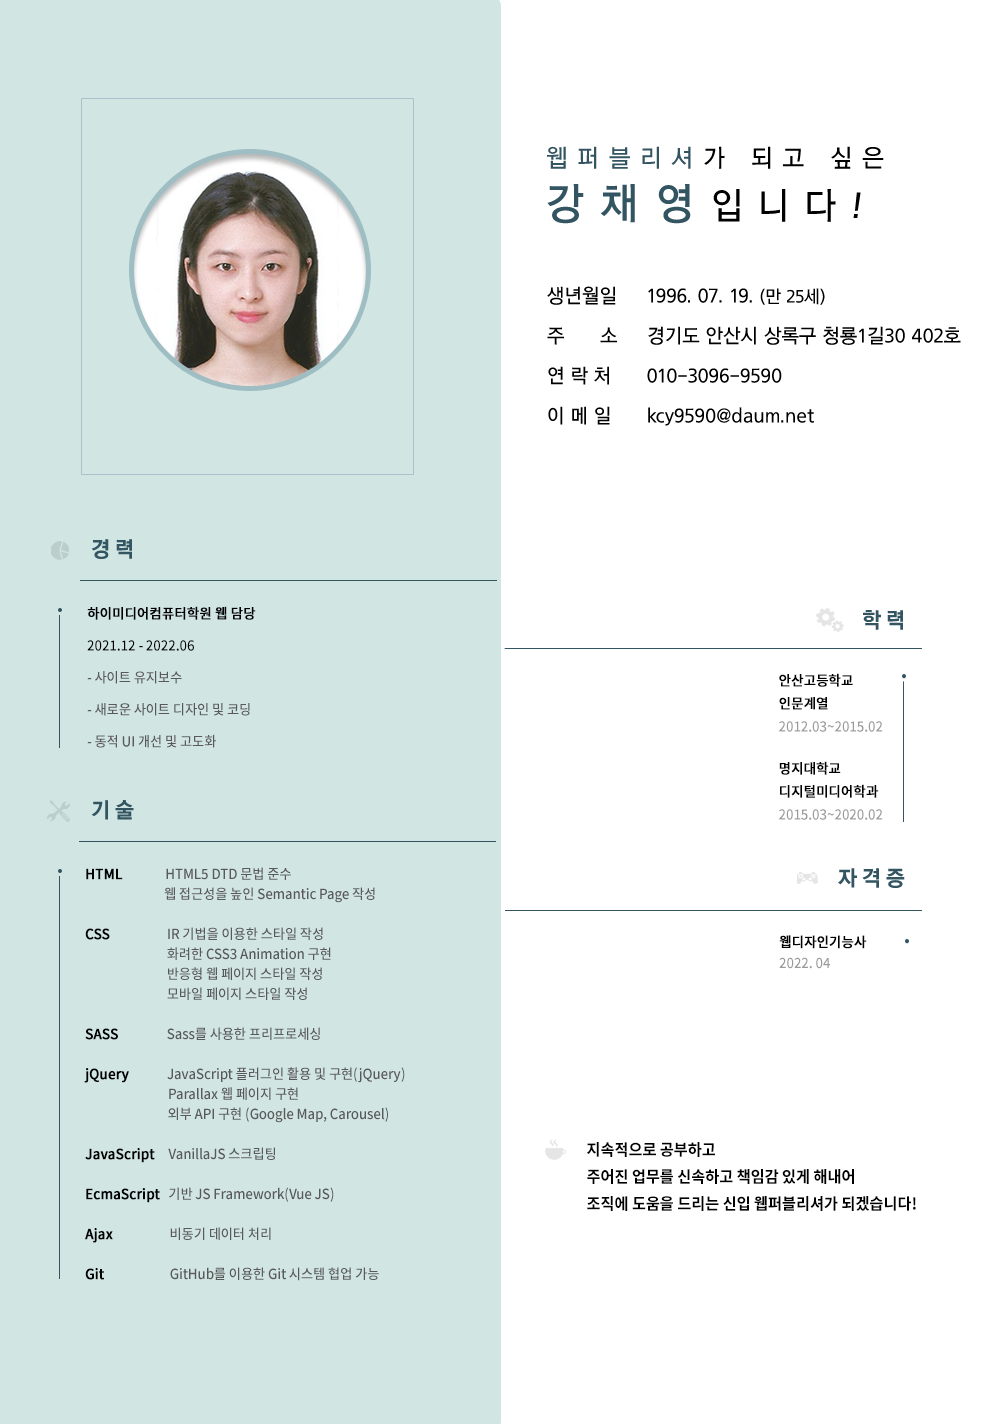 웹퍼블리셔가 되고 싶은
강채영입니다!
생년월일 1996. 07. 19. (만 25세)
주 소 경기도 안산시 상록구 청룡1길30 402호
연락처 010-3096-9590
이메일 kcy9590@daum.net
경력
하이미디어컴퓨터학원 웹 담당
2021.12 - 2022.06
- 사이트 유지보수
- 새로운 사이트 디자인 및 코딩
- 동적 UI 개선 및 고도화
기술
HTML HTML5 DTD 문법 준수
웹 접근성을 높인 Semantic Page 작성
CSS IR 기법을 이용한 스타일 작성
화려한 CSS3 Animation 구현
반응형 웹 페이지 스타일 작성
모바일 페이지 스타일 작성
SASS Sass를 사용한 프리프로세싱
jQuery JavaScript 플러그인 활용 및 구현(jQuery)
Parallax 웹 페이지 구현
외부 API 구현 (Google Map, Carousel)
JavaScript VanillaJS 스크립팅
EcmaScript 기반 JS Framework(Vue JS)
Ajax 비동기 데이터 처리
Git GitHub를 이용한 Git 시스템 협업 가능
학력
안산고등학교
인문계열
2012.03~2015.02
명지대학교
디지털미디어학과
2015.03~2020.02
자격증
웹디자인기능사
2022. 04
지속적으로 공부하고
주어진 업무를 신속하고 책임감 있게 해내어
조직에 도움을 드리는 신입 웹퍼블리셔가 되겠습니다!